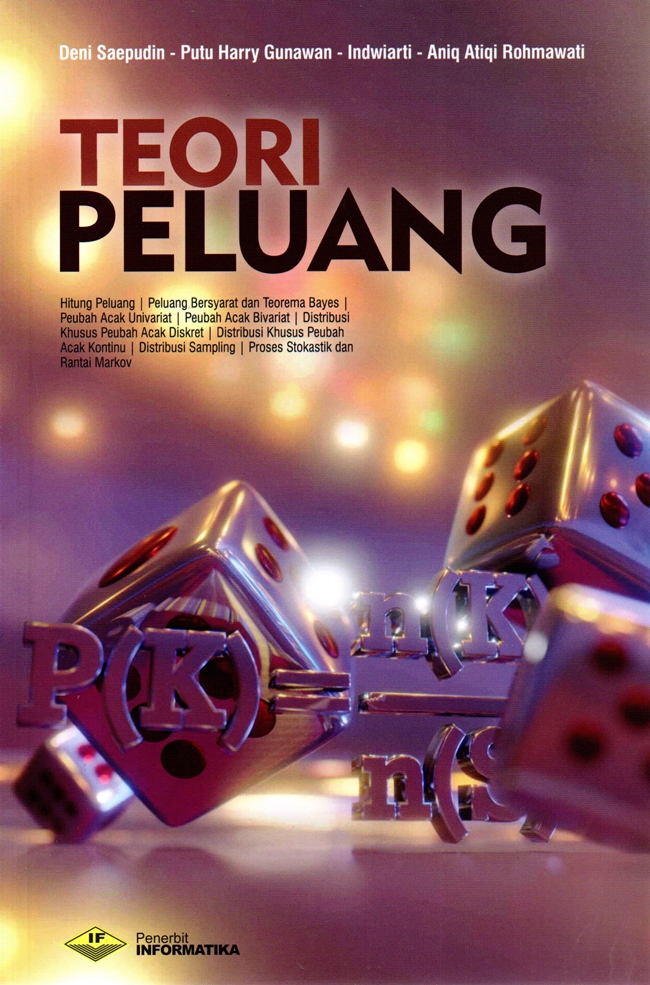 Deni Saepudin - Putu Harry Gunawan - Indwiarti - Aniq Atiqi Rohmawati
TEORI
PELUANG
Hitung Peluang | Peluang Bersyarat dan Teorema Bayes |
Peubah Acak Univariat | Peubah Acak Bivariat | Distribusi
Khusus Peubah Acak Diskret | Distribusi Khusus Peubah
Acak Kontinu | Distribusi Sampling | Proses Stokastik dan
Rantai Markov
n(K)
P(K)=
n(S
IF
Penerbit
INFORMATIKA